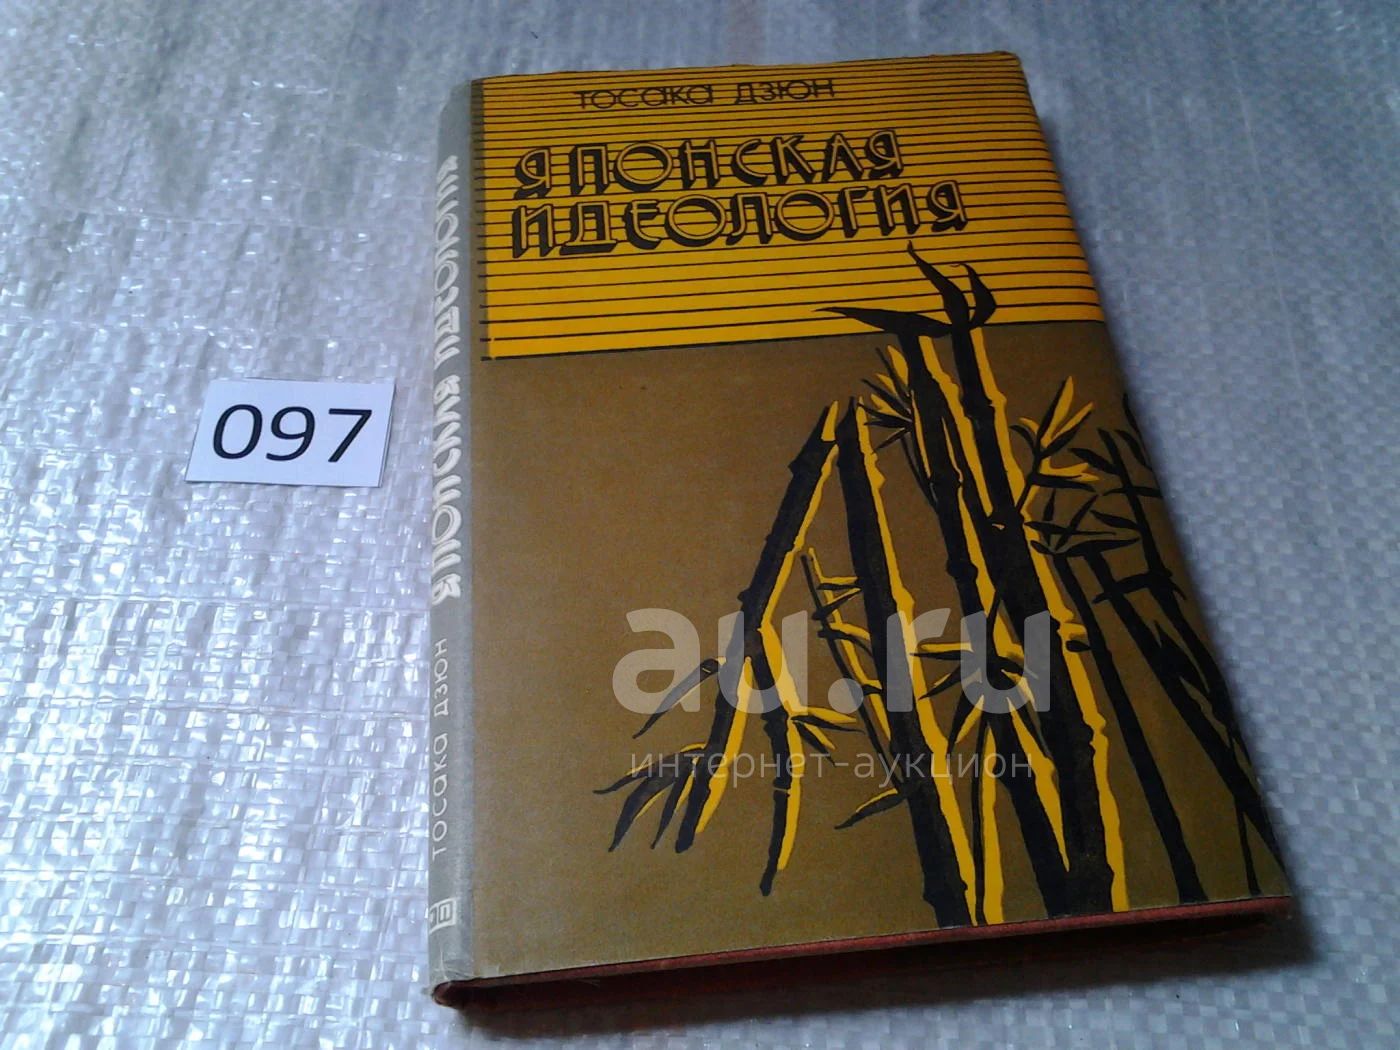 тосака дзюн
японская
идеология
097
японская идеология
тосака дзюн
au.ru
интернет-аукцион